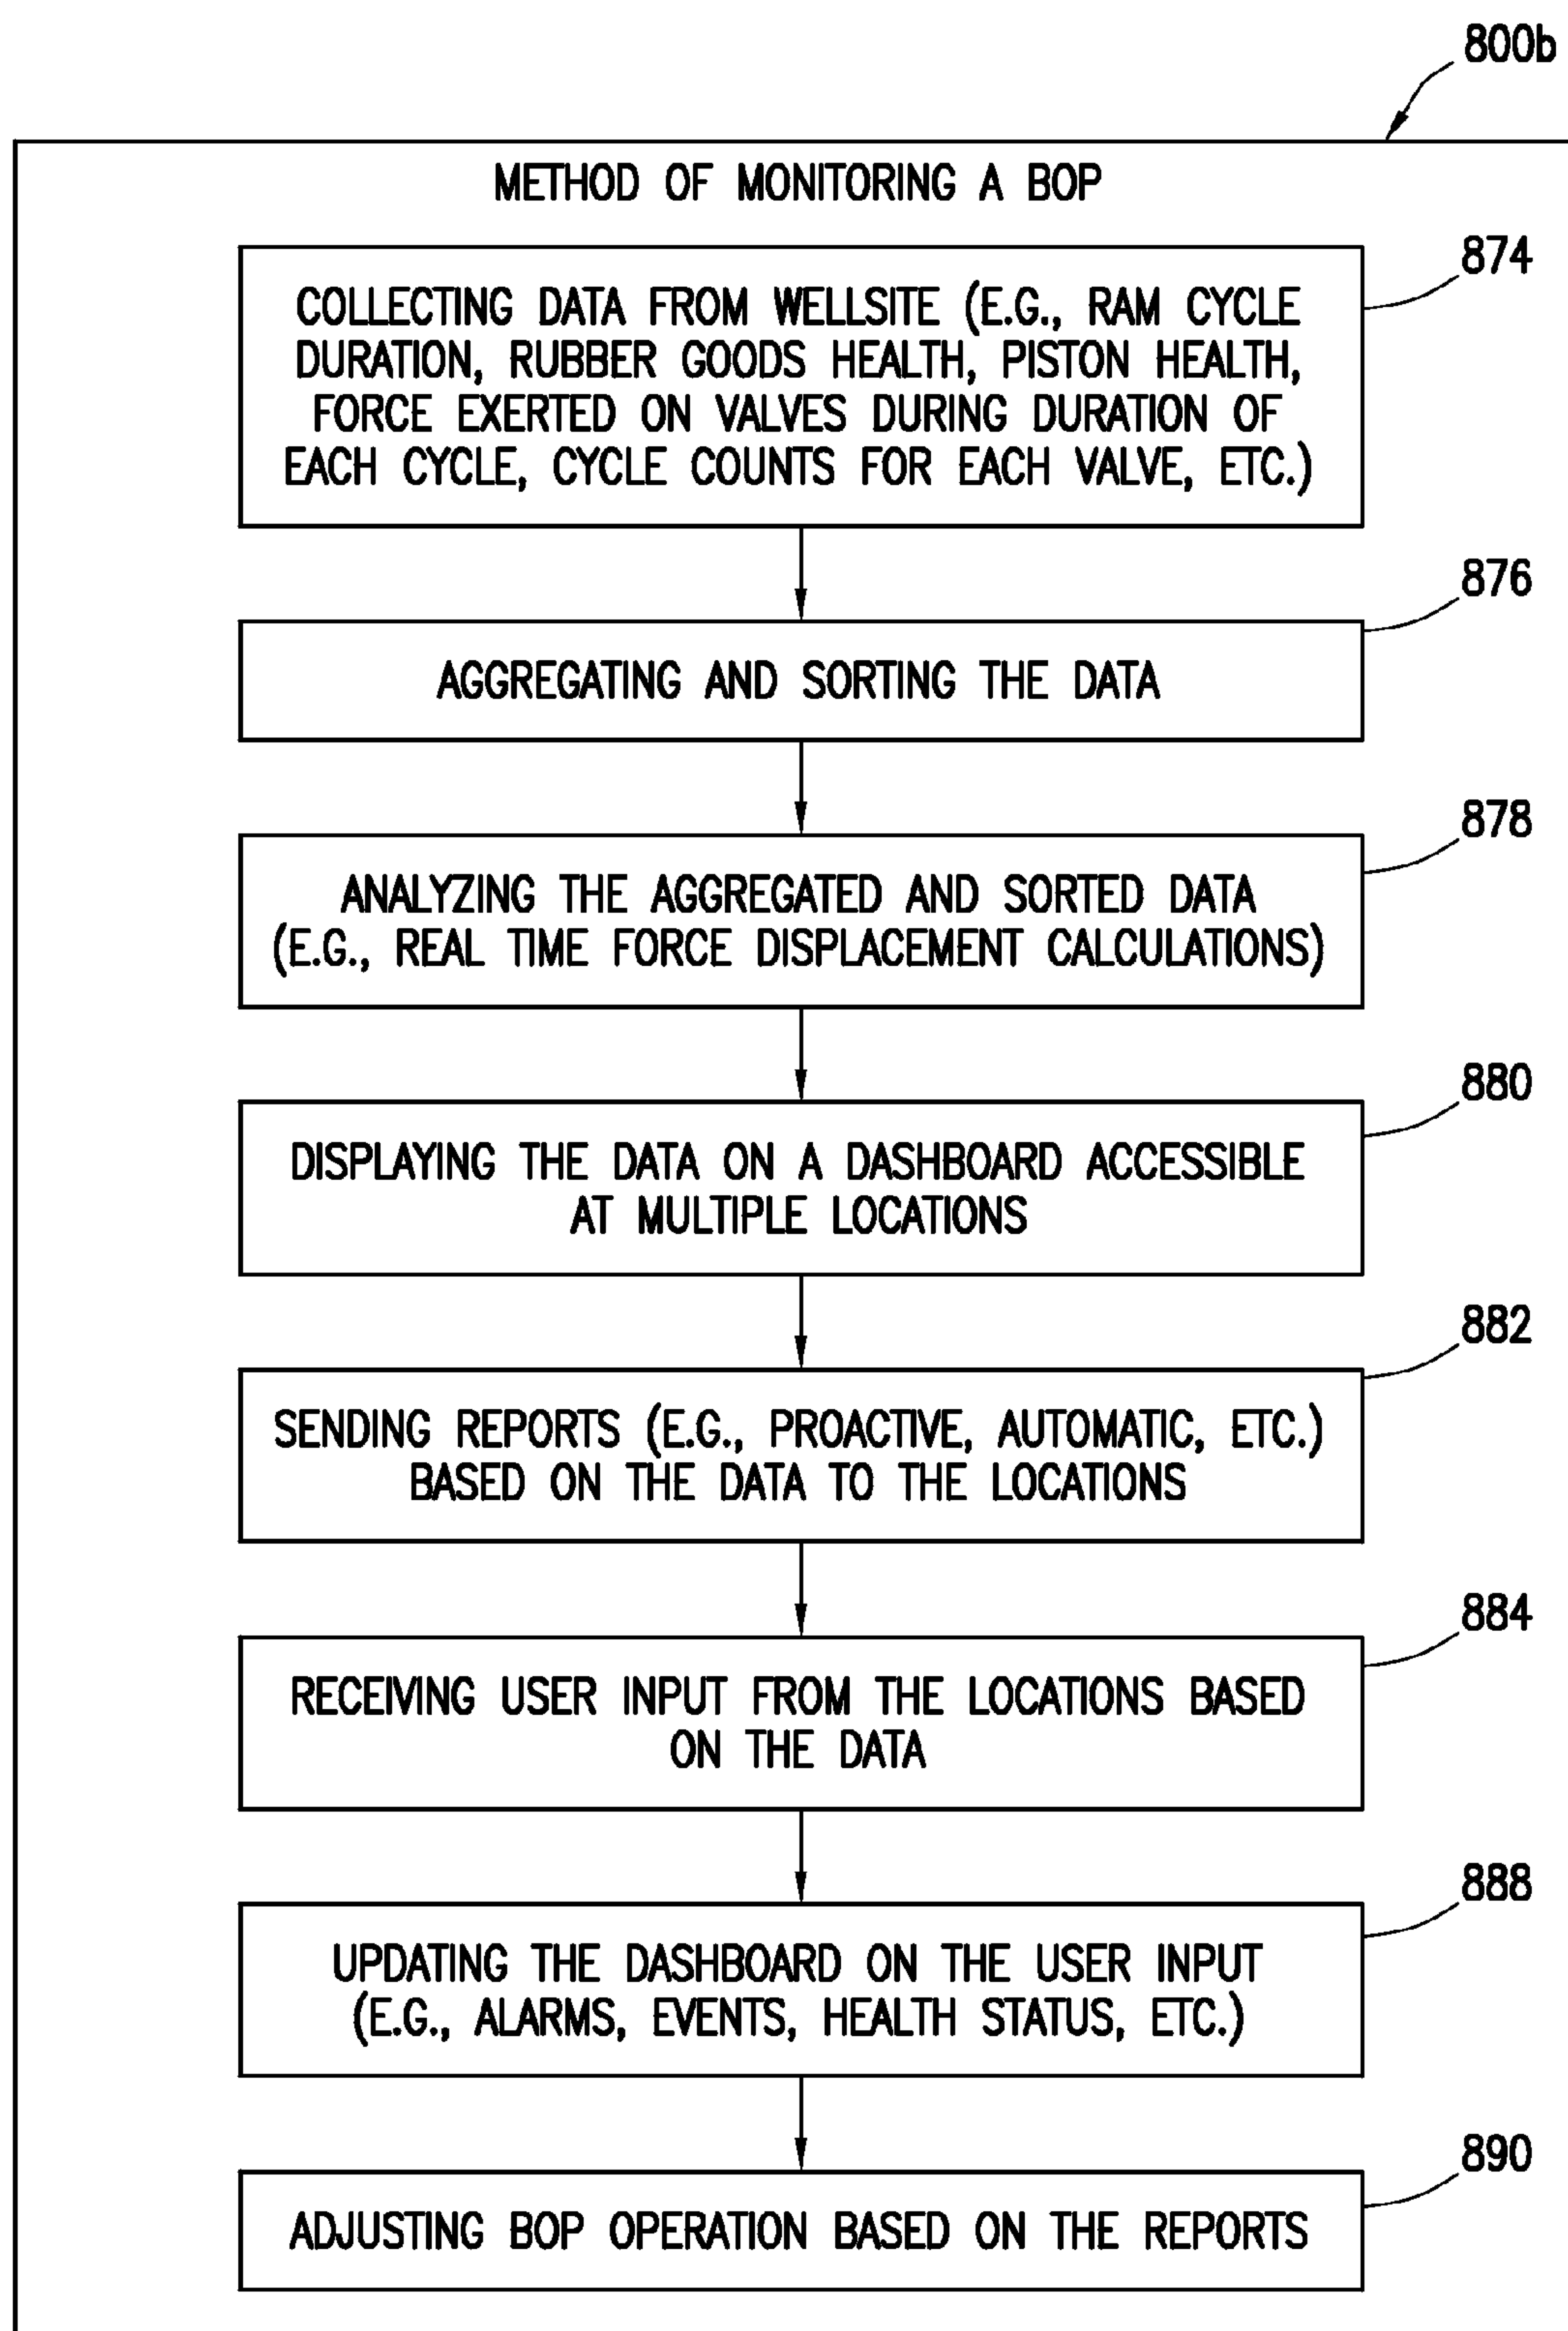 800b
METHOD OF MONITORING A BOP
874
COLLECTING DATA FROM WELLSITE (E.G., RAM CYCLE
DURATION, RUBBER GOODS HEALTH, PISTON HEALTH,
FORCE EXERTED ON VALVES DURING DURATION OF
EACH CYCLE, CYCLE COUNTS FOR EACH VALVE, ETC.)
876
AGGREGATING AND SORTING THE DATA
878
ANALYZING THE AGGREGATED AND SORTED DATA
(E.G., REAL TIME FORCE DISPLACEMENT CALCULATIONS)
880
DISPLAYING THE DATA ON A DASHBOARD ACCESSIBLE
AT MULTIPLE LOCATIONS
882
SENDING REPORTS (E.G., PROACTIVE, AUTOMATIC, ETC.)
BASED ON THE DATA TO THE LOCATIONS
884
RECEIVING USER INPUT FROM THE LOCATIONS BASED
ON THE DATA
888
UPDATING THE DASHBOARD ON THE USER INPUT
(E.G., ALARMS, EVENTS, HEALTH STATUS, ETC.)
890
ADJUSTING BOP OPERATION BASED ON THE REPORTS